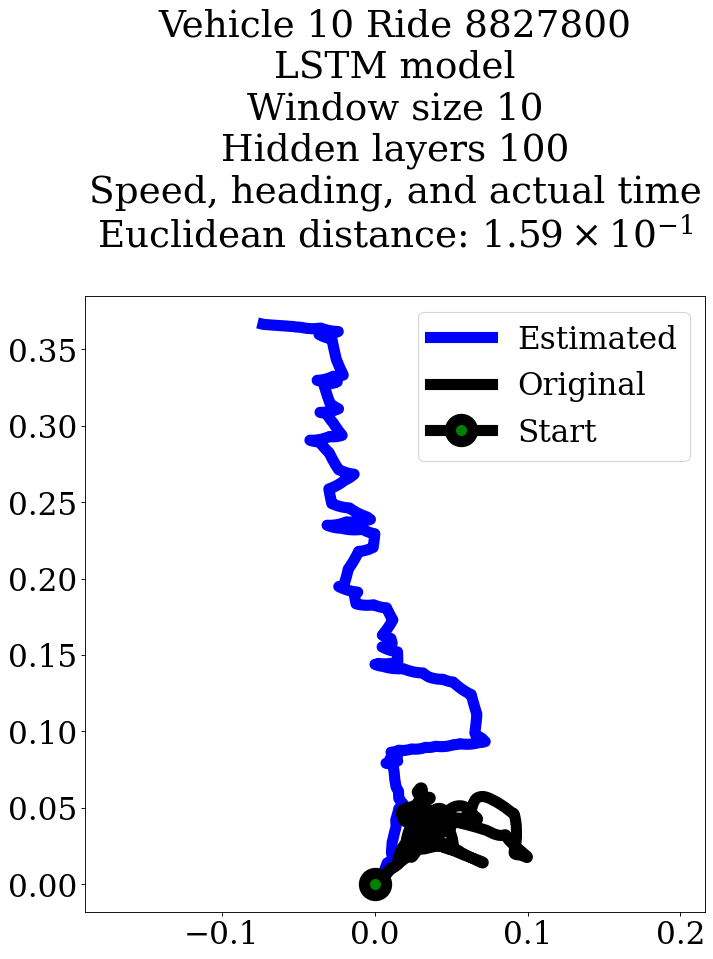 Vehicle 10 Ride 8827800
LSTM model
Window size 10
Hidden layers 100
Speed, heading, and actual time
Euclidean distance: 1.59 × 10⁻¹
Estimated
Original
Start
0.35
0.30
0.25
0.20
0.15
0.10
0.05
0.00
−0.1 0.0 0.1 0.2